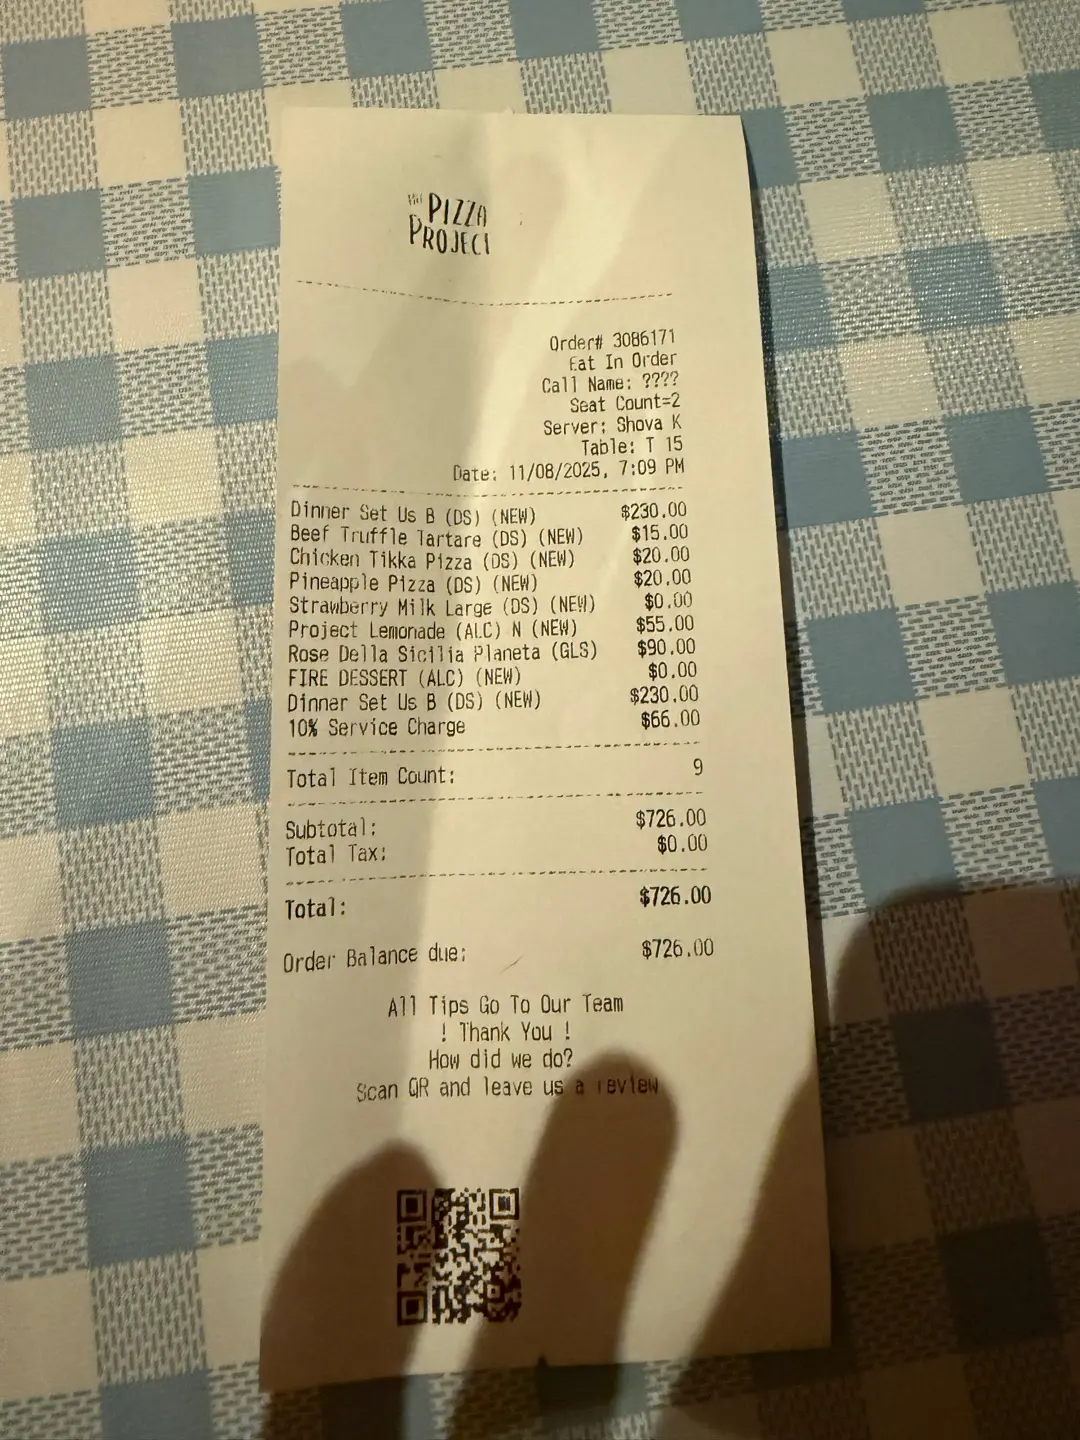 THE PIZZA
PROJECT
Order# 3086171
Eat In Order
Call Name: ????
Seat Count=2
Server: Shova K
Table: T 15
Date: 11/08/2025, 7:09 PM
Dinner Set Us B (DS) (NEW) $230.00
Beef Truffle Tartare (DS) (NEW) $15.00
Chicken Tikka Pizza (DS) (NEW) $20.00
Pineapple Pizza (DS) (NEW) $20.00
Strawberry Milk Large (DS) (NEW) $0.00
Project Lemonade (ALC) N (NEW) $55.00
Rose Della Sicilia Planeta (GLS) $90.00
FIRE DESSERT (ALC) (NEW) $0.00
Dinner Set Us B (DS) (NEW) $230.00
10% Service Charge $66.00
Total Item Count: 9
Subtotal: $726.00
Total Tax: $0.00
Total: $726.00
Order Balance due: $726.00
All Tips Go To Our Team
! Thank You !
How did we do?
Scan QR and leave us a review